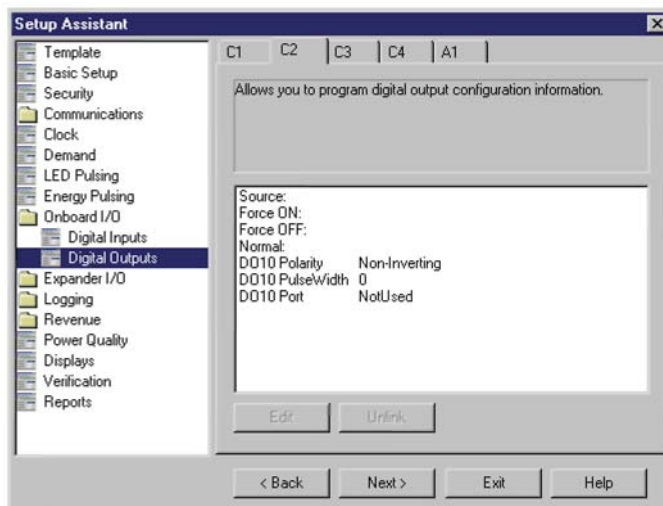 Setup Assistant
Template
Basic Setup
Security
Communications
Clock
Demand
LED Pulsing
Energy Pulsing
Onboard I/O
Digital Inputs
Digital Outputs
Expander I/O
Logging
Revenue
Power Quality
Displays
Verification
Reports
C1 C2 C3 C4 A1
Allows you to program digital output configuration information.
Source:
Force ON:
Force OFF:
Normal:
DO10 Polarity Non-Inverting
DO10 PulseWidth 0
DO10 Port NotUsed
Edit Unlink
< Back Next > Exit Help